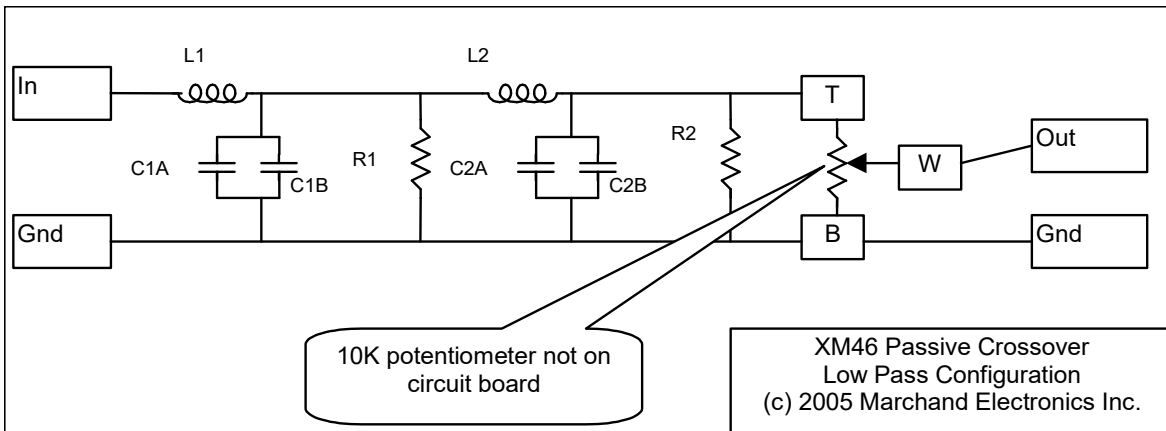 L1
L2
In
T
C1A
C1B
R1
C2A
C2B
R2
W
Out
Gnd
B
Gnd
10K potentiometer not on
circuit board
XM46 Passive Crossover
Low Pass Configuration
(c) 2005 Marchand Electronics Inc.